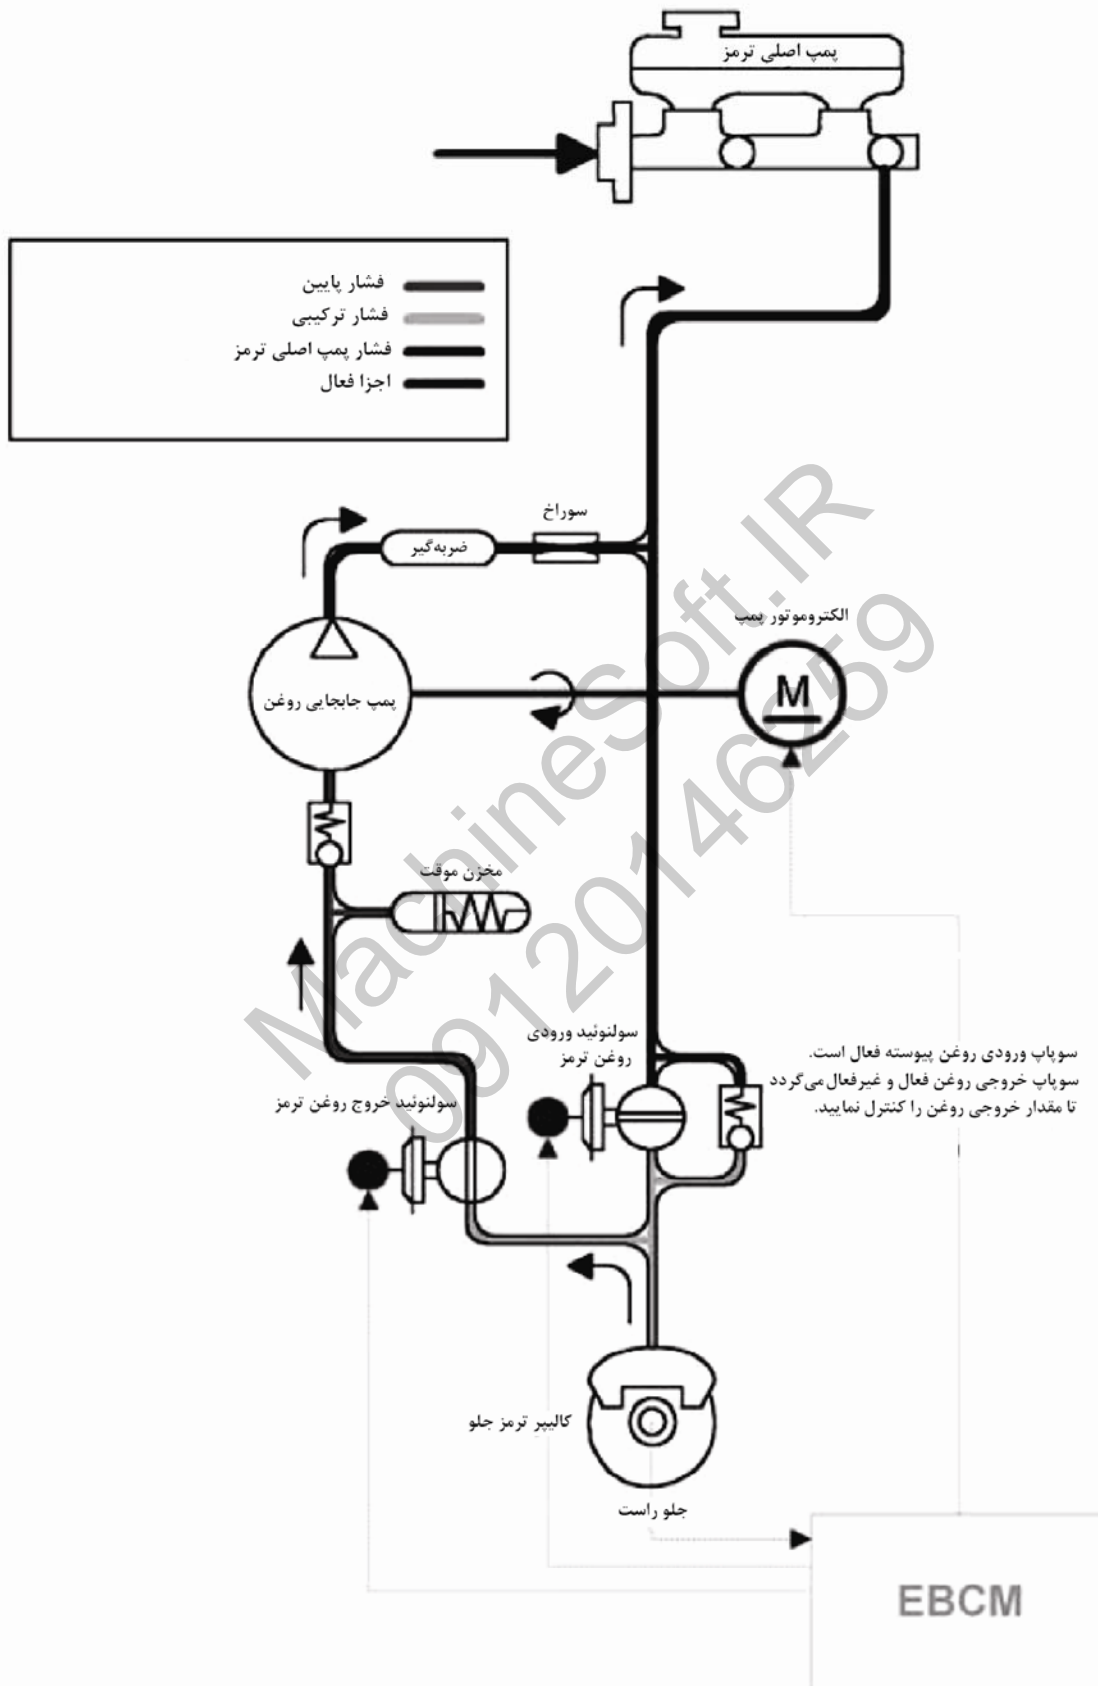 پمپ اصلی ترمز
فشار پایین
فشار ترکیبی
فشار پمپ اصلی ترمز
اجزا فعال
سوراخ
ضربه‌گیر
الکتروموتور پمپ
M
پمپ جابجایی روغن
مخزن موقت
سولنوئید ورودی
روغن ترمز
سوپاپ ورودی روغن پیوسته فعال است.
سوپاپ خروجی روغن فعال و غیرفعال می‌گردد
تا مقدار خروجی روغن را کنترل نمایید.
سولنوئید خروج روغن ترمز
کالیپر ترمز جلو
جلو راست
EBCM
MachineSoft.IR
09120146259